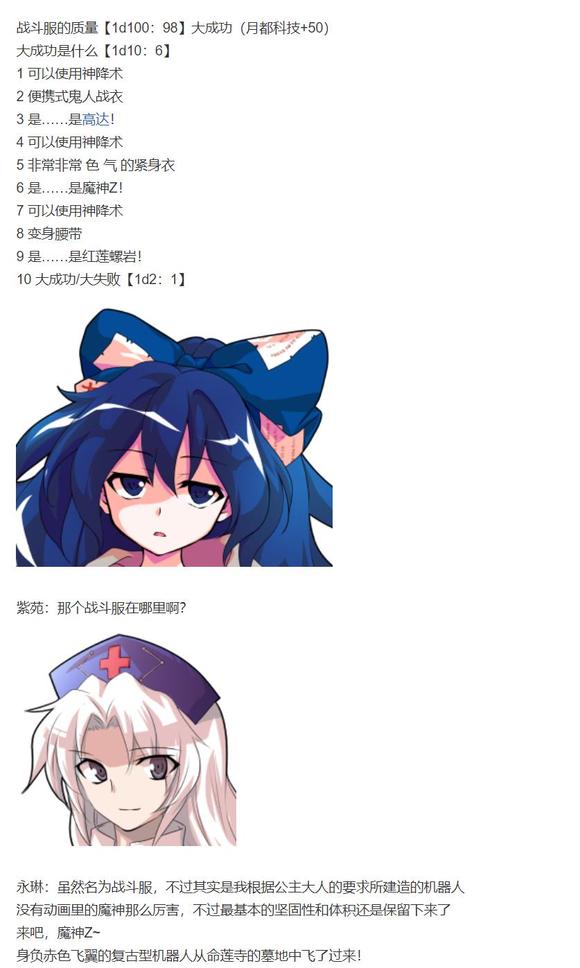 战斗服的质量【1d100：98】大成功（月都科技+50）
大成功是什么【1d10：6】
1 可以使用神降术
2 便携式鬼人战衣
3 是……是高达！
4 可以使用神降术
5 非常非常 色 气 的紧身衣
6 是……是魔神Z！
7 可以使用神降术
8 变身腰带
9 是……是红莲螺岩！
10 大成功/大失败【1d2：1】
紫苑：那个战斗服在哪里啊？
永琳：虽然名为战斗服，不过其实是我根据公主大人的要求所建造的机器人
没有动画里的魔神那么厉害，不过最基本的坚固性和体积还是保留下来了
来吧，魔神Z~
身负赤色飞翼的复古型机器人从命莲寺的墓地中飞了过来！